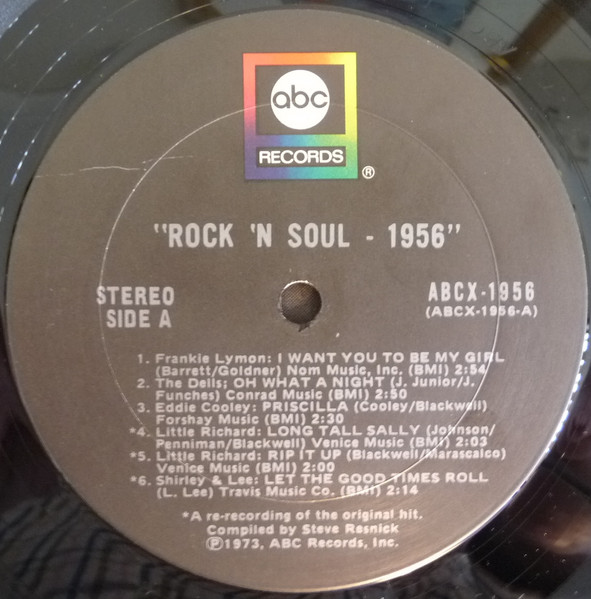 abc
RECORDS
®
"ROCK 'N SOUL - 1956"
STEREO
SIDE A
ABCX-1956
(ABCX-1956-A)
1. Frankie Lymon: I WANT YOU TO BE MY GIRL
(Barrett/Goldner) Nom Music, Inc. (BMI) 2:54
2. The Dells; OH WHAT A NIGHT (J. Junior/J.
Funches) Conrad Music (BMI) 2:50
3. Eddie Cooley: PRISCILLA (Cooley/Blackwell)
Forshay Music (BMI) 2:30
*4. Little Richard: LONG TALL SALLY (Johnson/
Penniman/Blackwell) Venice Music (BMI) 2:03
*5. Little Richard: RIP IT UP (Blackwell/Marascalco)
Venice Music (BMI) 2:00
*6. Shirley & Lee: LET THE GOOD TIMES ROLL
(L. Lee) Travis Music Co. (BMI) 2:14
*A re-recording of the original hit.
Compiled by Steve Resnick
℗1973, ABC Records, Inc.